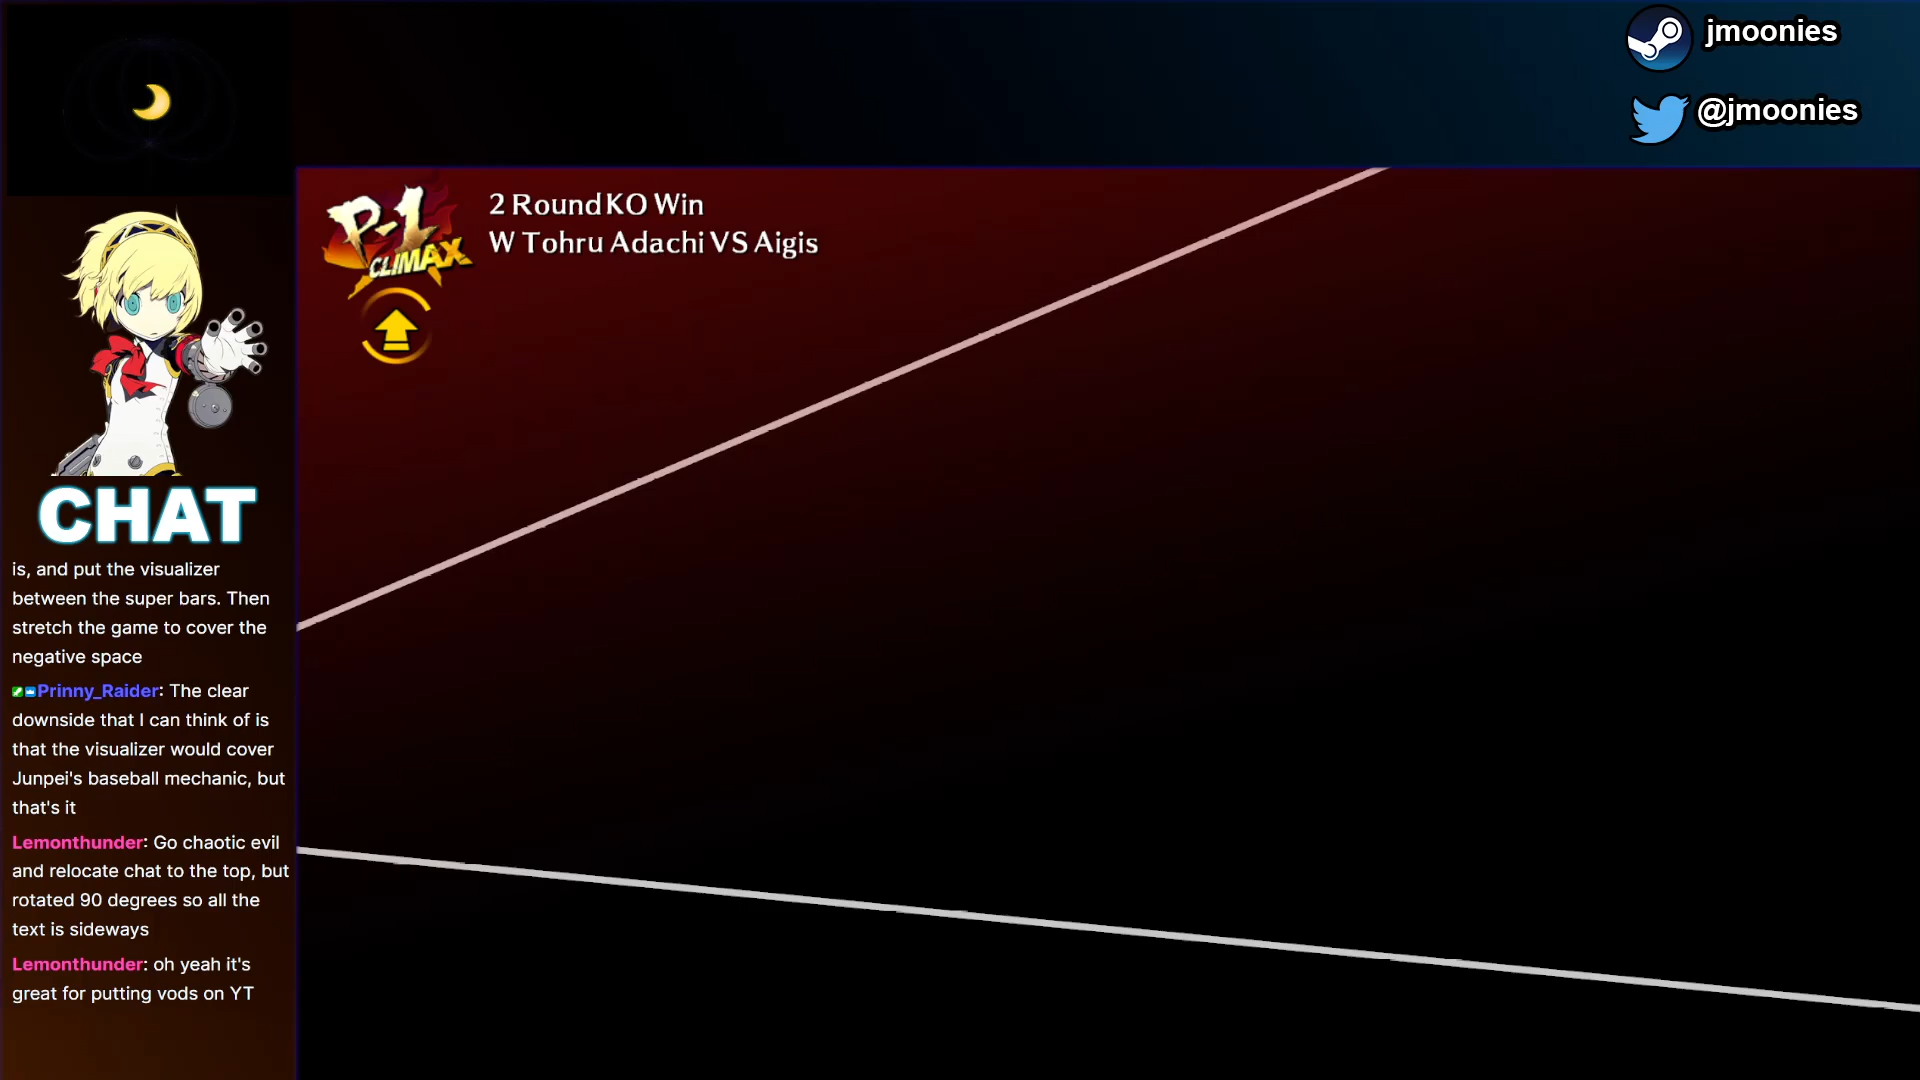 jmoonies
@jmoonies
P-1
CLIMAX
2 Round KO Win
W Tohru Adachi VS Aigis
CHAT
is, and put the visualizer
between the super bars. Then
stretch the game to cover the
negative space
Prinny_Raider: The clear
downside that I can think of is
that the visualizer would cover
Junpei's baseball mechanic, but
that's it
Lemonthunder: Go chaotic evil
and relocate chat to the top, but
rotated 90 degrees so all the
text is sideways
Lemonthunder: oh yeah it's
great for putting vods on YT